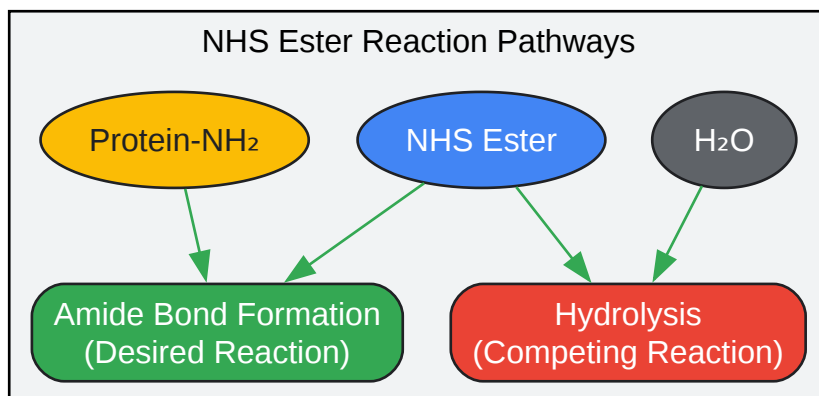 NHS Ester Reaction Pathways
Protein-NH₂
NHS Ester
H₂O
Amide Bond Formation
(Desired Reaction)
Hydrolysis
(Competing Reaction)